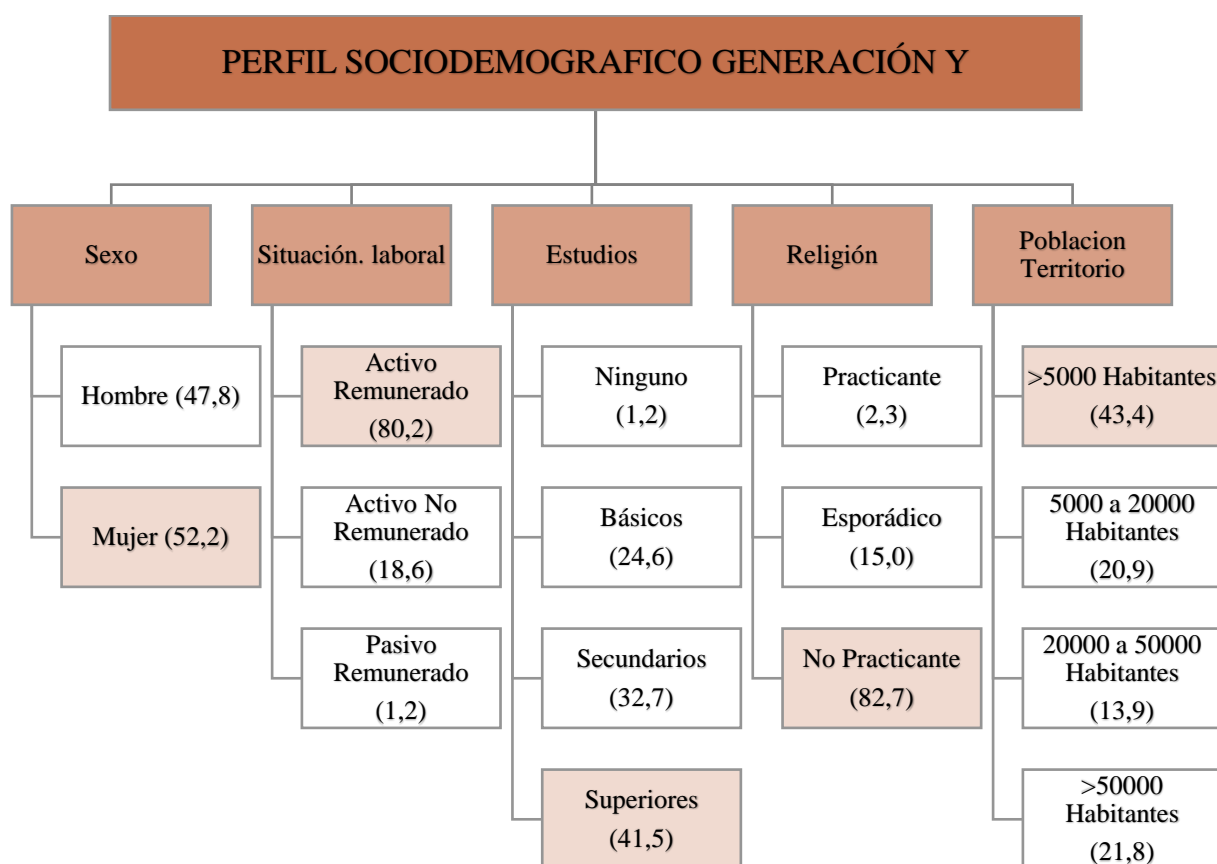 PERFIL SOCIODEMOGRAFICO GENERACIÓN Y
Sexo
Hombre (47,8)
Mujer (52,2)
Situación. laboral
Activo
Remunerado
(80,2)
Activo No
Remunerado
(18,6)
Pasivo
Remunerado
(1,2)
Estudios
Ninguno
(1,2)
Básicos
(24,6)
Secundarios
(32,7)
Superiores
(41,5)
Religión
Practicante
(2,3)
Esporádico
(15,0)
No Practicante
(82,7)
Poblacion
Territorio
>5000 Habitantes
(43,4)
5000 a 20000
Habitantes
(20,9)
20000 a 50000
Habitantes
(13,9)
>50000
Habitantes
(21,8)